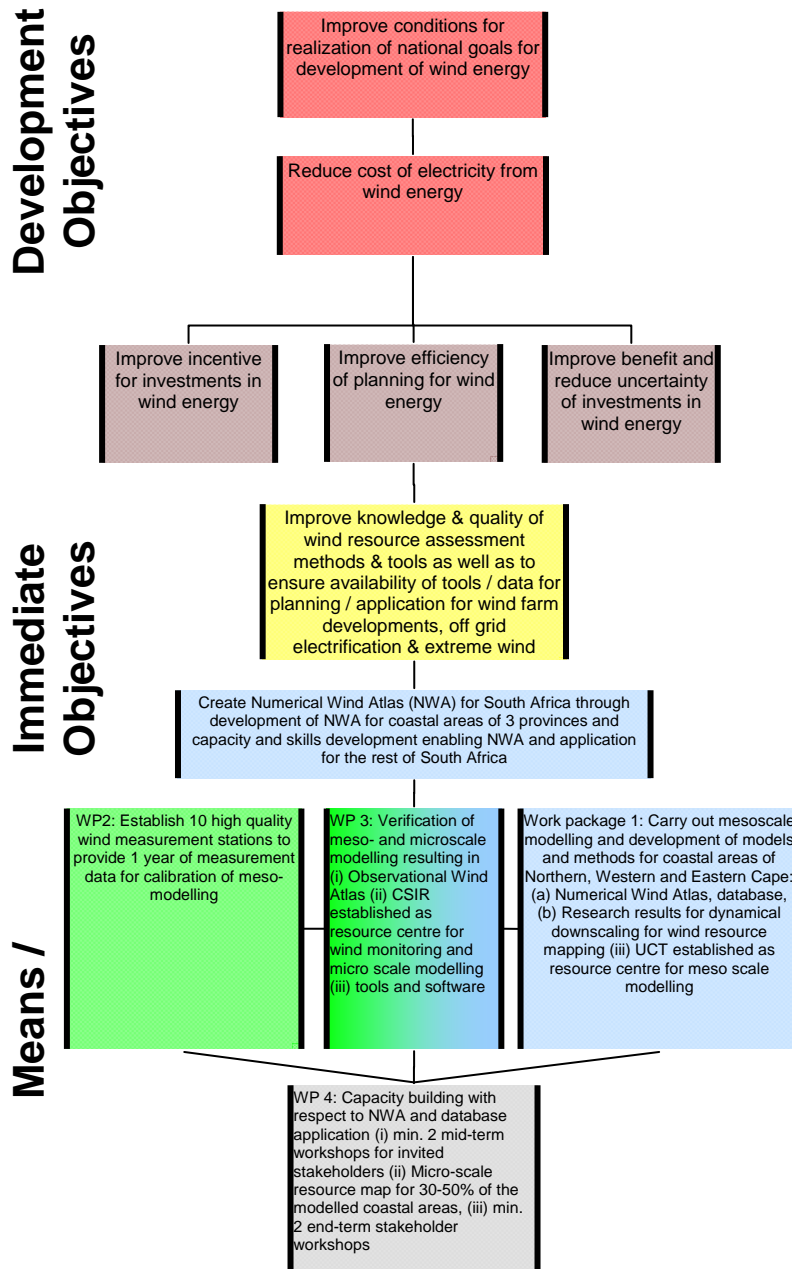 Development
Objectives
Improve conditions for
realization of national goals for
development of wind energy
Reduce cost of electricity from
wind energy
Improve incentive
for investments in
wind energy
Improve efficiency
of planning for wind
energy
Improve benefit and
reduce uncertainty
of investments in
wind energy
Immediate
Objectives
Improve knowledge & quality of
wind resource assessment
methods & tools as well as to
ensure availability of tools / data for
planning / application for wind farm
developments, off grid
electrification & extreme wind
Create Numerical Wind Atlas (NWA) for South Africa through
development of NWA for coastal areas of 3 provinces and
capacity and skills development enabling NWA and application
for the rest of South Africa
Means /
WP2: Establish 10 high quality
wind measurement stations to
provide 1 year of measurement
data for calibration of meso-
modelling
WP 3: Verification of
meso- and microscale
modelling resulting in
(i) Observational Wind
Atlas (ii) CSIR
established as
resource centre for
wind monitoring and
micro scale modelling
(iii) tools and software
Work package 1: Carry out mesoscale
modelling and development of models
and methods for coastal areas of
Northern, Western and Eastern Cape:
(a) Numerical Wind Atlas, database,
(b) Research results for dynamical
downscaling for wind resource
mapping (iii) UCT established as
resource centre for meso scale
modelling
WP 4: Capacity building with
respect to NWA and database
application (i) min. 2 mid-term
workshops for invited
stakeholders (ii) Micro-scale
resource map for 30-50% of the
modelled coastal areas, (iii) min.
2 end-term stakeholder
workshops